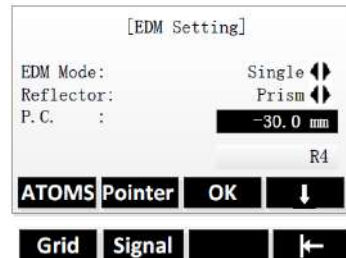 [EDM Setting]
EDM Mode: Single
Reflector: Prism
P.C. : -30.0 mm
R4
ATOMS Pointer OK ↓
Grid Signal